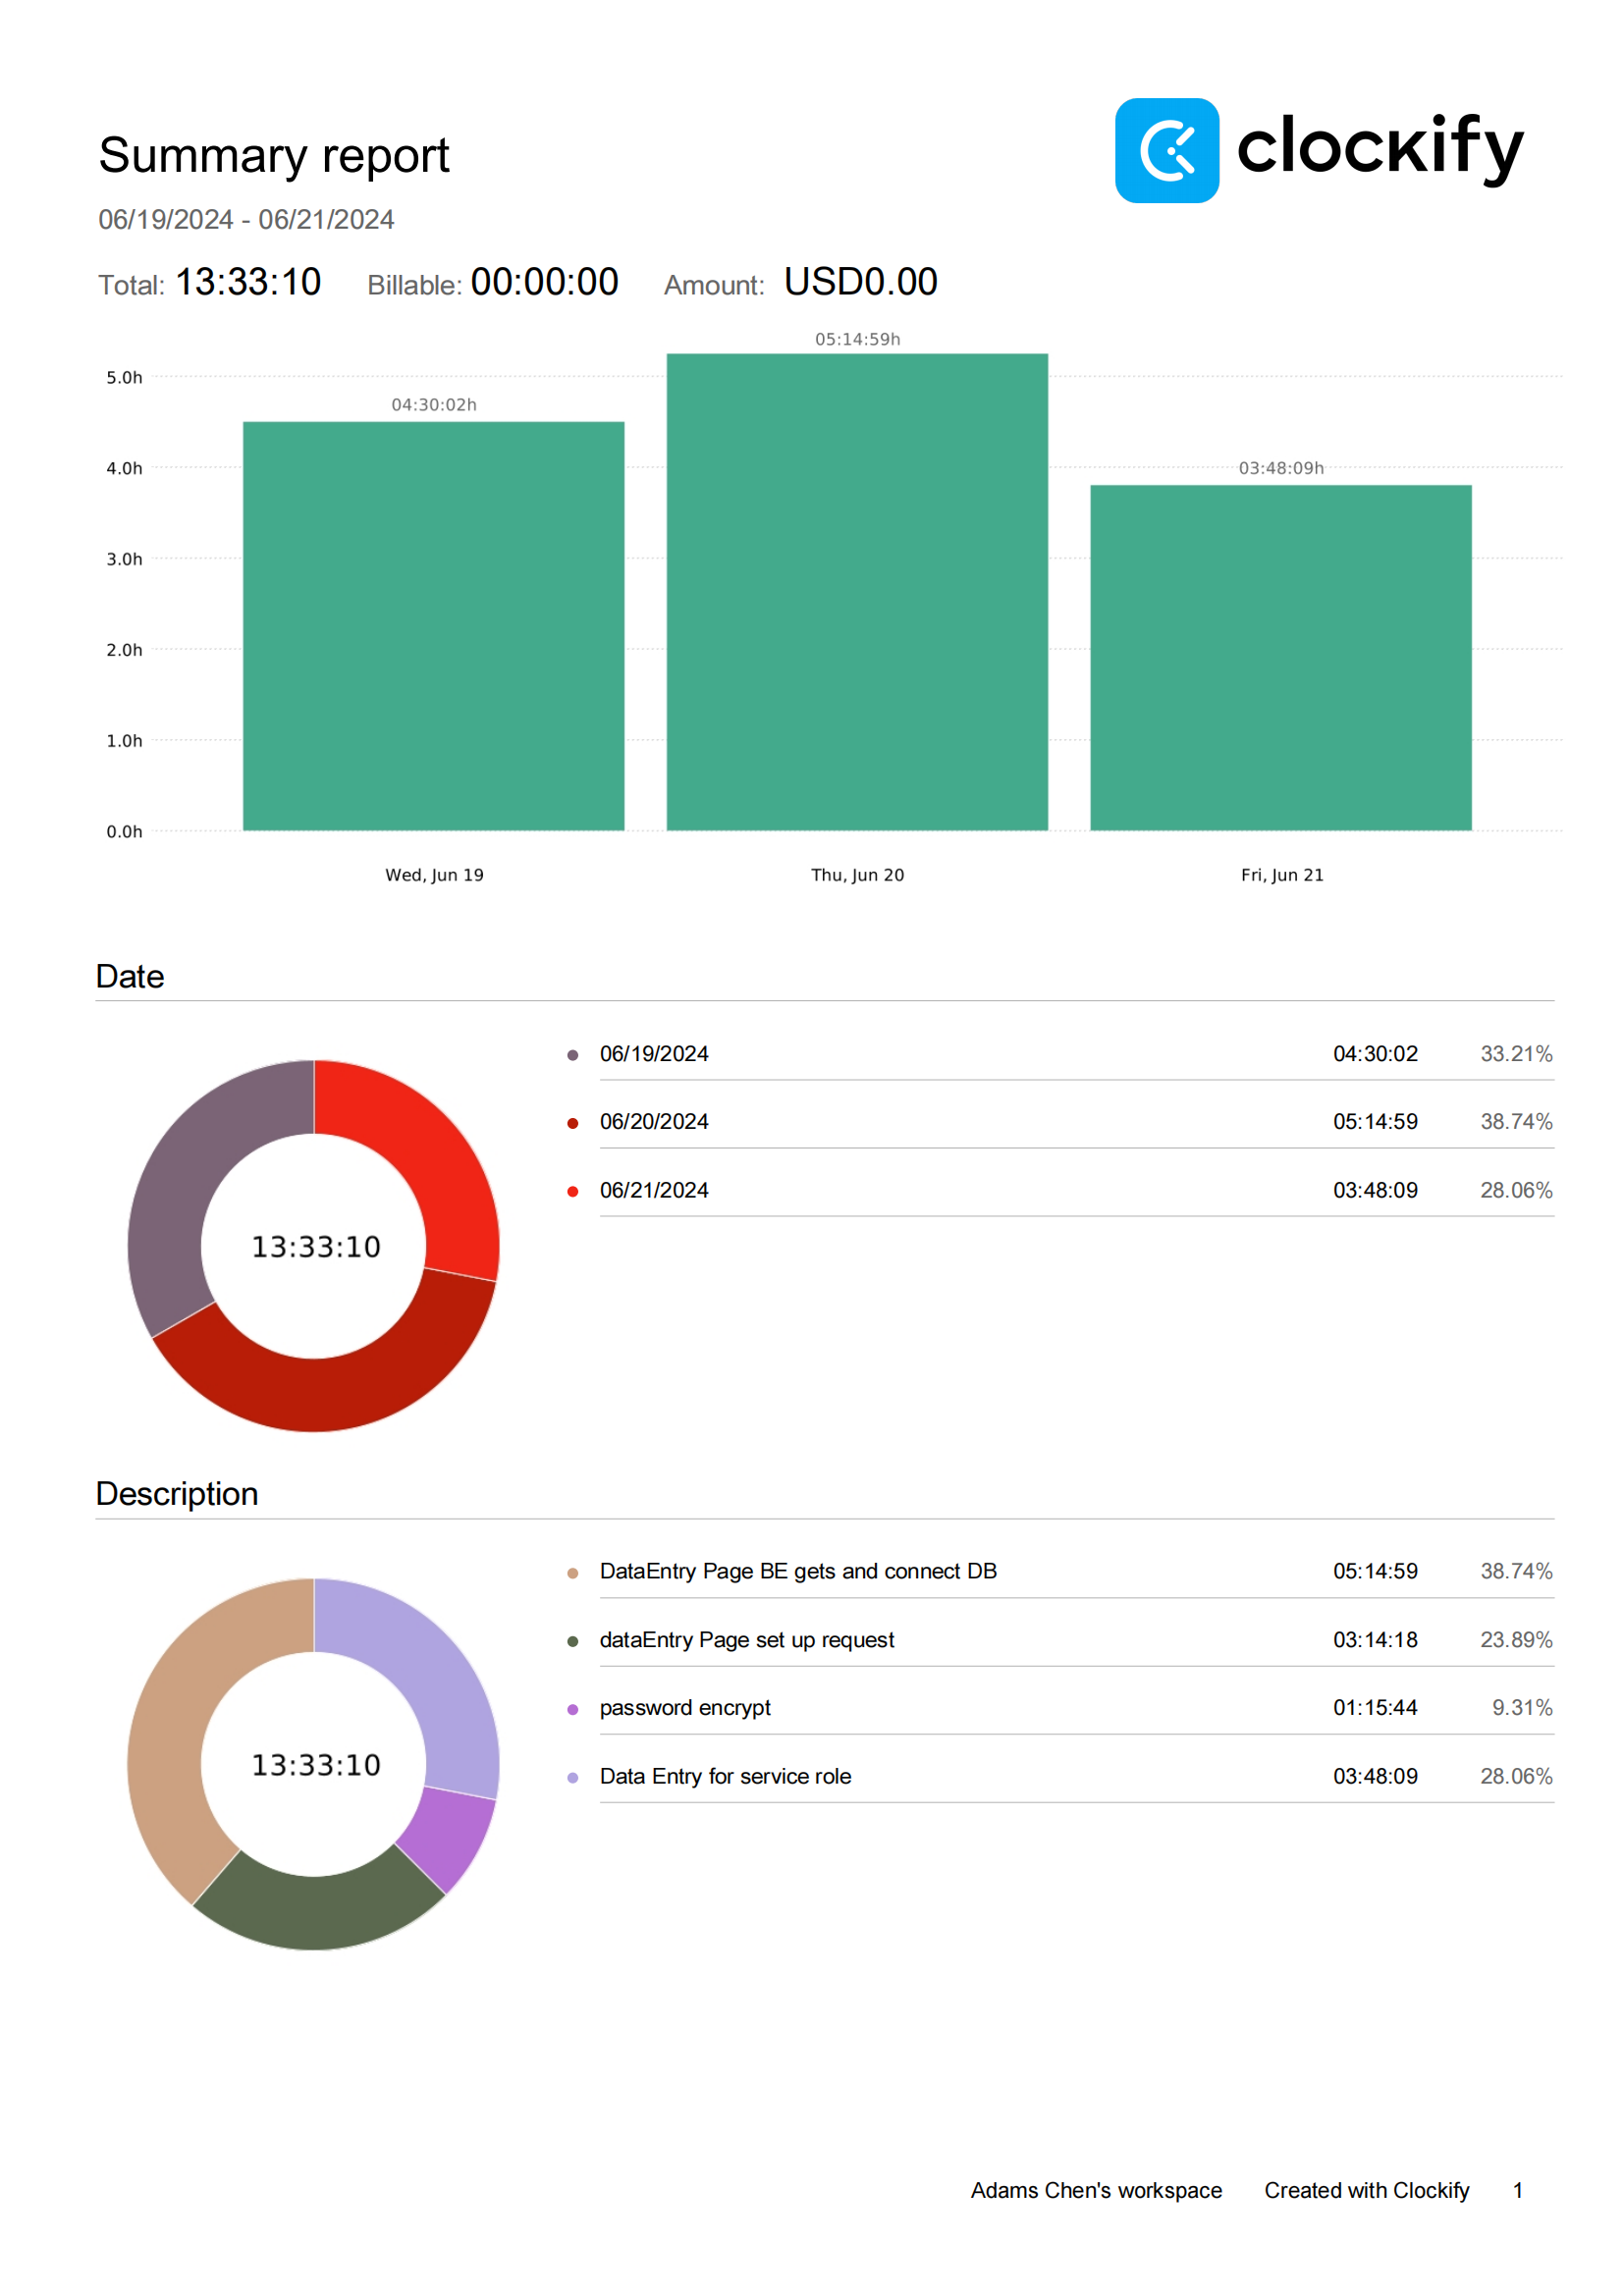 Summary report
clockify
06/19/2024 - 06/21/2024
Total: 13:33:10 Billable: 00:00:00 Amount: USD0.00
05:14:59h
5.0h
04:30:02h
4.0h
03:48:09h
3.0h
2.0h
1.0h
0.0h
Wed, Jun 19 Thu, Jun 20 Fri, Jun 21
Date
06/19/2024 04:30:02 33.21%
06/20/2024 05:14:59 38.74%
06/21/2024 03:48:09 28.06%
13:33:10
Description
DataEntry Page BE gets and connect DB 05:14:59 38.74%
dataEntry Page set up request 03:14:18 23.89%
password encrypt 01:15:44 9.31%
13:33:10
Data Entry for service role 03:48:09 28.06%
Adams Chen's workspace Created with Clockify 1